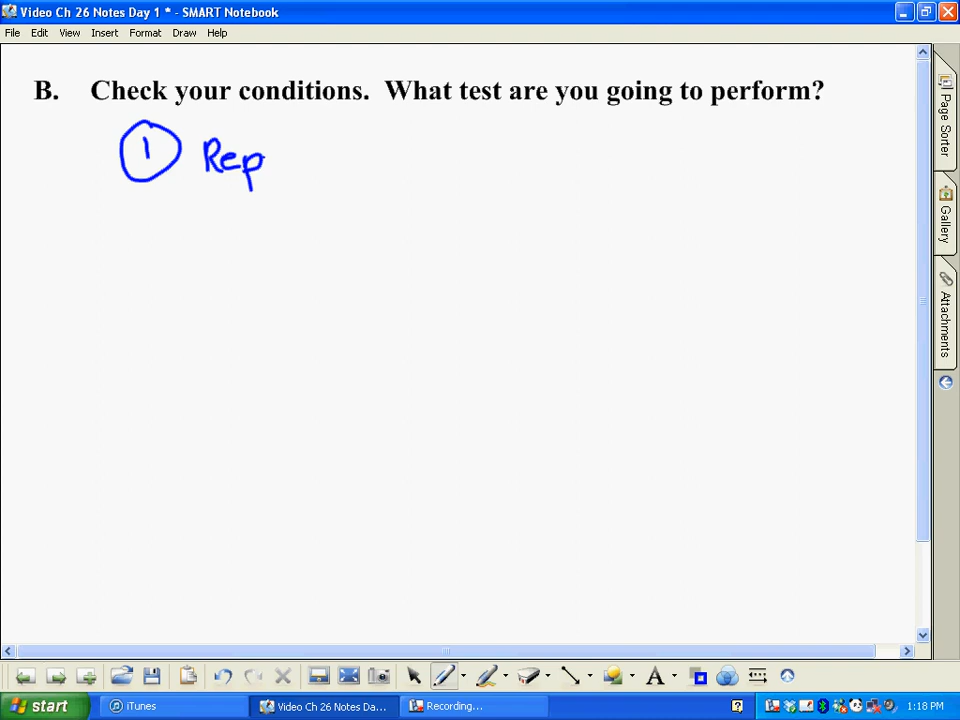 Video Ch 26 Notes Day 1 * - SMART Notebook
File Edit View Insert Format Draw Help
B. Check your conditions. What test are you going to perform?
1 Rep
Page Sorter
Gallery
Attachments
start iTunes Video Ch 26 Notes Da... Recording... 1:18 PM